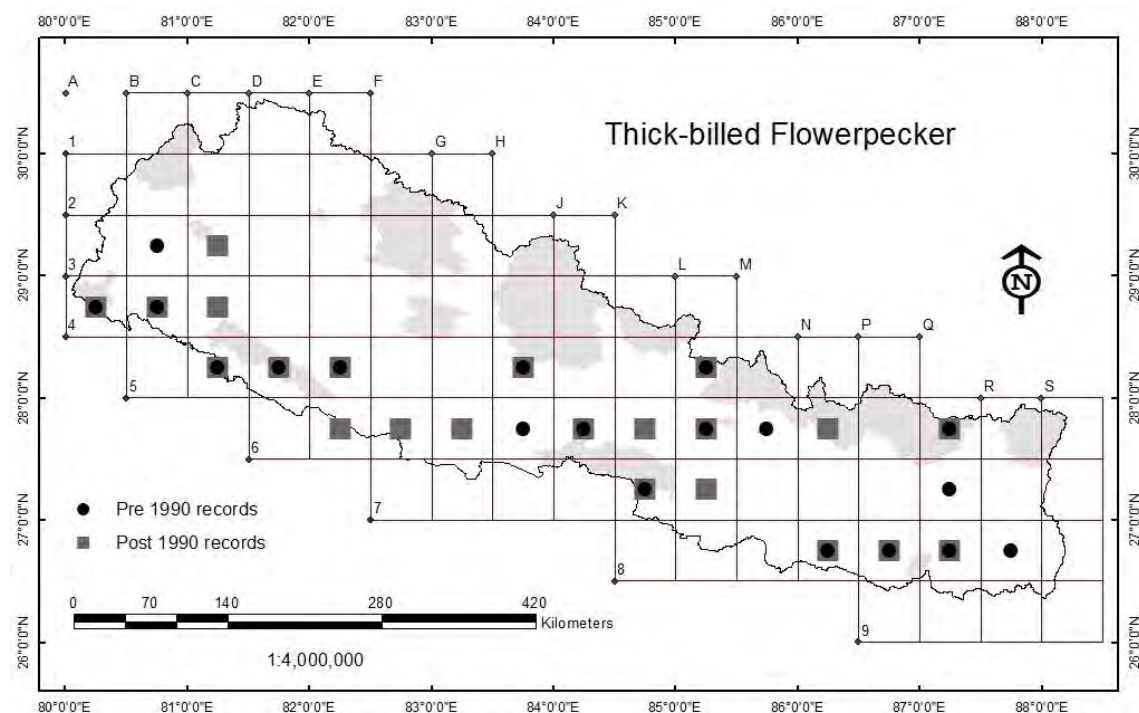 80°0'0"E 81°0'0"E 82°0'0"E 83°0'0"E 84°0'0"E 85°0'0"E 86°0'0"E 87°0'0"E 88°0'0"E
A B C D E F
Thick-billed Flowerpecker
1 G H
30°0'0"N 30°0'0"N
2 J K
29°0'0"N 3 L M N 29°0'0"N
4 N P Q
28°0'0"N 5 R S 28°0'0"N
6
Pre 1990 records
27°0'0"N 7 27°0'0"N
Post 1990 records
8
0 70 140 280 420
Kilometers
9
26°0'0"N 26°0'0"N
1:4,000,000
80°0'0"E 81°0'0"E 82°0'0"E 83°0'0"E 84°0'0"E 85°0'0"E 86°0'0"E 87°0'0"E 88°0'0"E